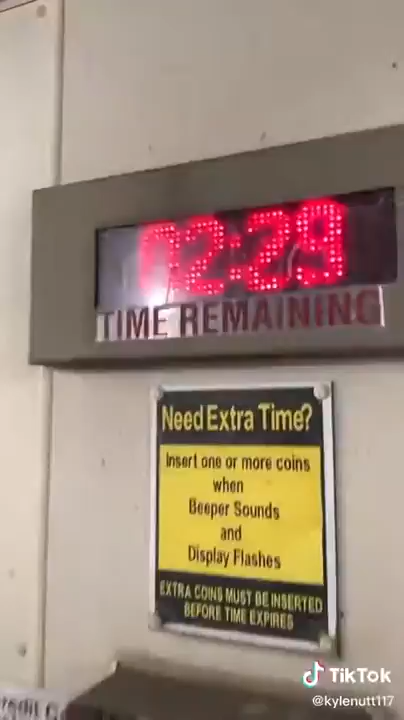 02:29
TIME REMAINING
Need Extra Time?
Insert one or more coins
when
Beeper Sounds
and
Display Flashes
EXTRA COINS MUST BE INSERTED
BEFORE TIME EXPIRES
TikTok
@kylenutt117